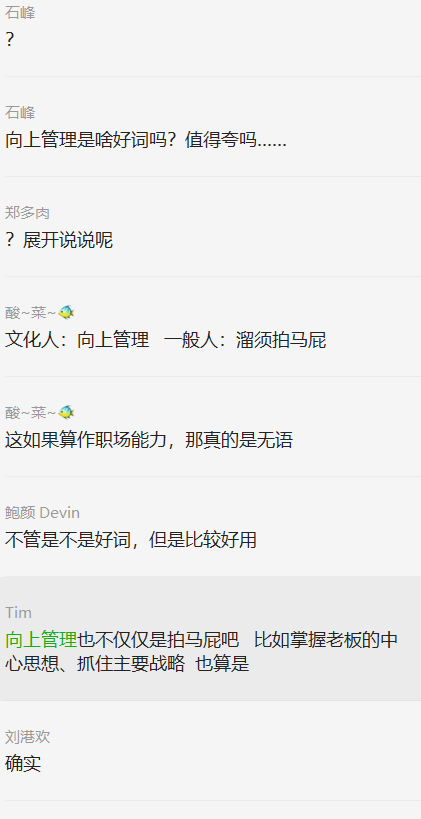 石峰
？
石峰
向上管理是啥好词吗？值得夸吗……
郑多肉
？展开说说呢
酸~菜~🐠
文化人：向上管理   一般人：溜须拍马屁
酸~菜~🐠
这如果算作职场能力，那真的是无语
鲍颜 Devin
不管是不是好词，但是比较好用
Tim
向上管理也不仅仅是拍马屁吧   比如掌握老板的中
心思想、抓住主要战略  也算是
刘港欢
确实